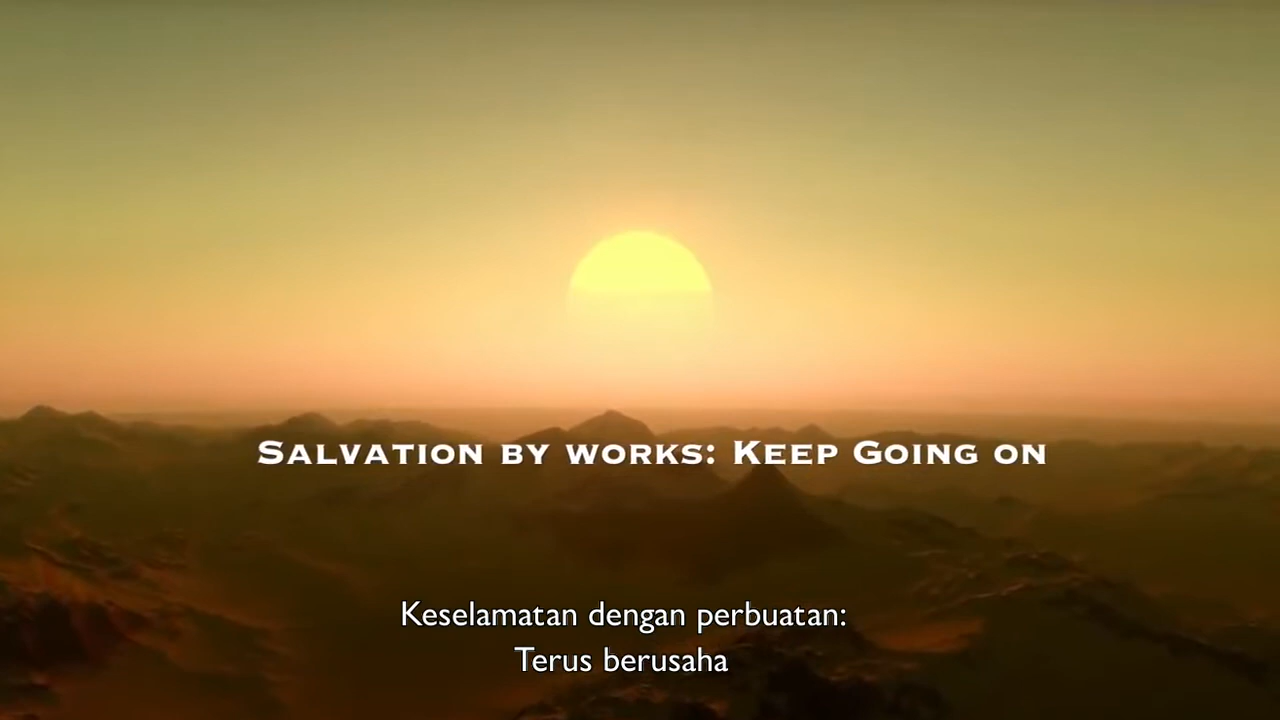 Salvation by works: Keep Going on
Keselamatan dengan perbuatan:
Terus berusaha